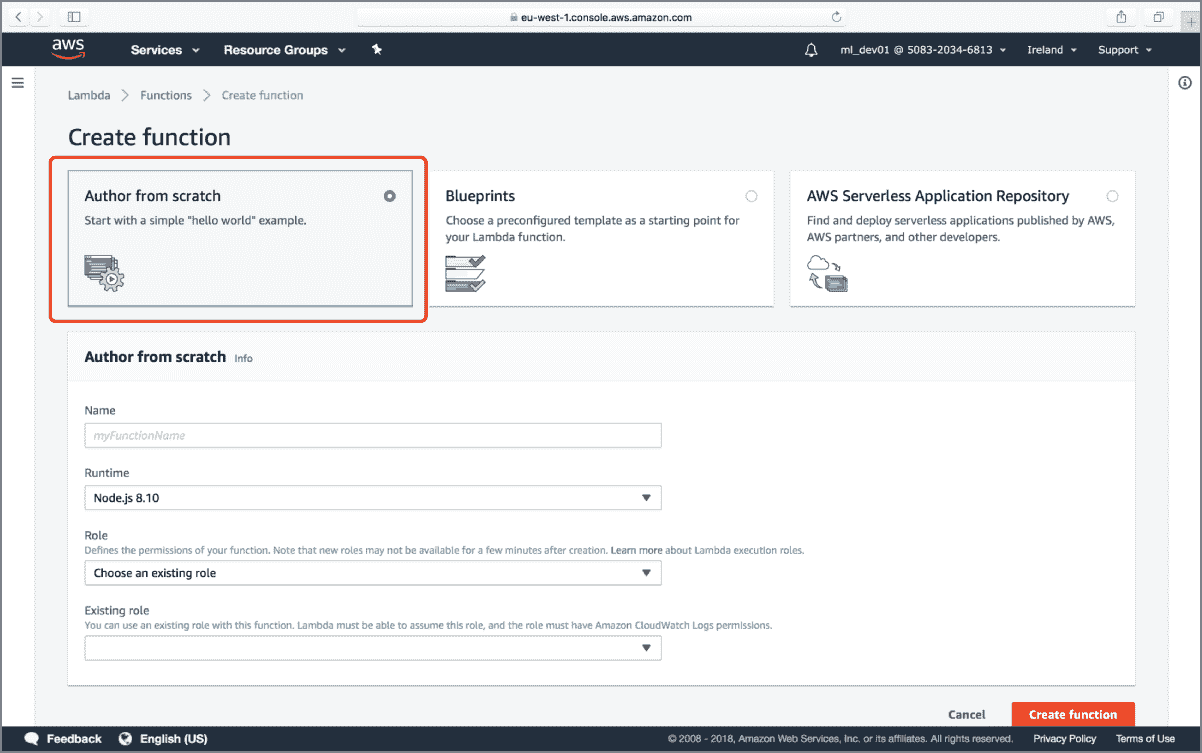 eu-west-1.console.aws.amazon.com
aws Services Resource Groups ml_dev01 @ 5083-2034-6813 Ireland Support
Lambda Functions Create function
Create function
Author from scratch
Start with a simple "hello world" example.
Blueprints
Choose a preconfigured template as a starting point for
your Lambda function.
AWS Serverless Application Repository
Find and deploy serverless applications published by AWS,
AWS partners, and other developers.
Author from scratch Info
Name
myFunctionName
Runtime
Node.js 8.10
Role
Defines the permissions of your function. Note that new roles may not be available for a few minutes after creation. Learn more about Lambda execution roles.
Choose an existing role
Existing role
You can use an existing role with this function. Lambda must be able to assume this role, and the role must have Amazon CloudWatch Logs permissions.
Cancel Create function
Feedback English (US) © 2008 - 2018, Amazon Web Services, Inc. or its affiliates. All rights reserved. Privacy Policy Terms of Use